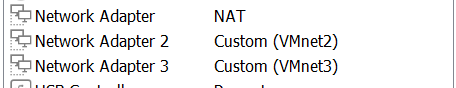 Network Adapter NAT
Network Adapter 2 Custom (VMnet2)
Network Adapter 3 Custom (VMnet3)